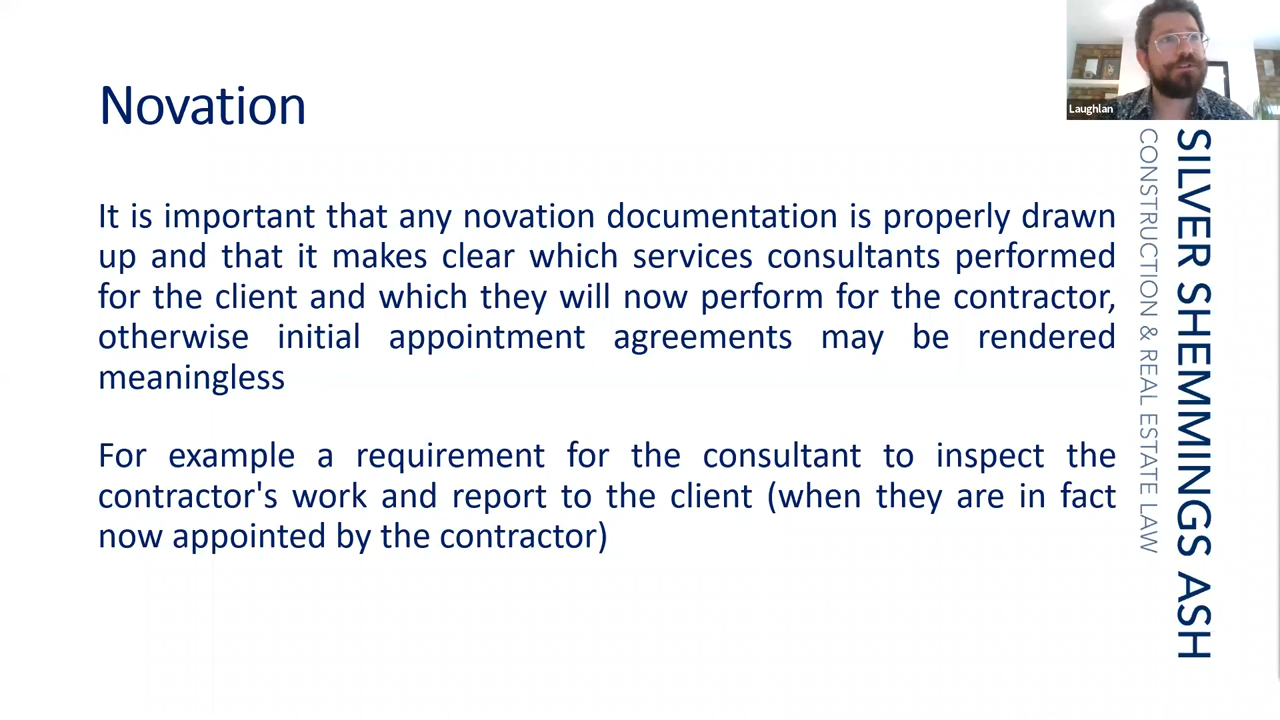 Novation
It is important that any novation documentation is properly drawn
up and that it makes clear which services consultants performed
for the client and which they will now perform for the contractor,
otherwise initial appointment agreements may be rendered
meaningless
For example a requirement for the consultant to inspect the
contractor's work and report to the client (when they are in fact
now appointed by the contractor)
Laughlan
SILVER SHEMMINGS ASH
CONSTRUCTION & REAL ESTATE LAW